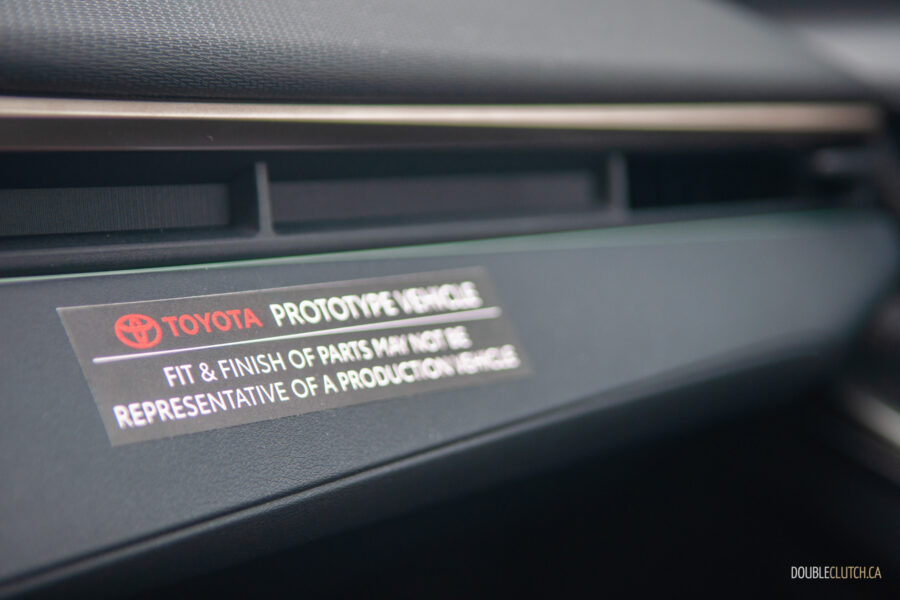 TOYOTA PROTOTYPE VEHICLE
FIT & FINISH OF PARTS MAY NOT BE
REPRESENTATIVE OF A PRODUCTION VEHICLE
DOUBLECLUTCH.CA